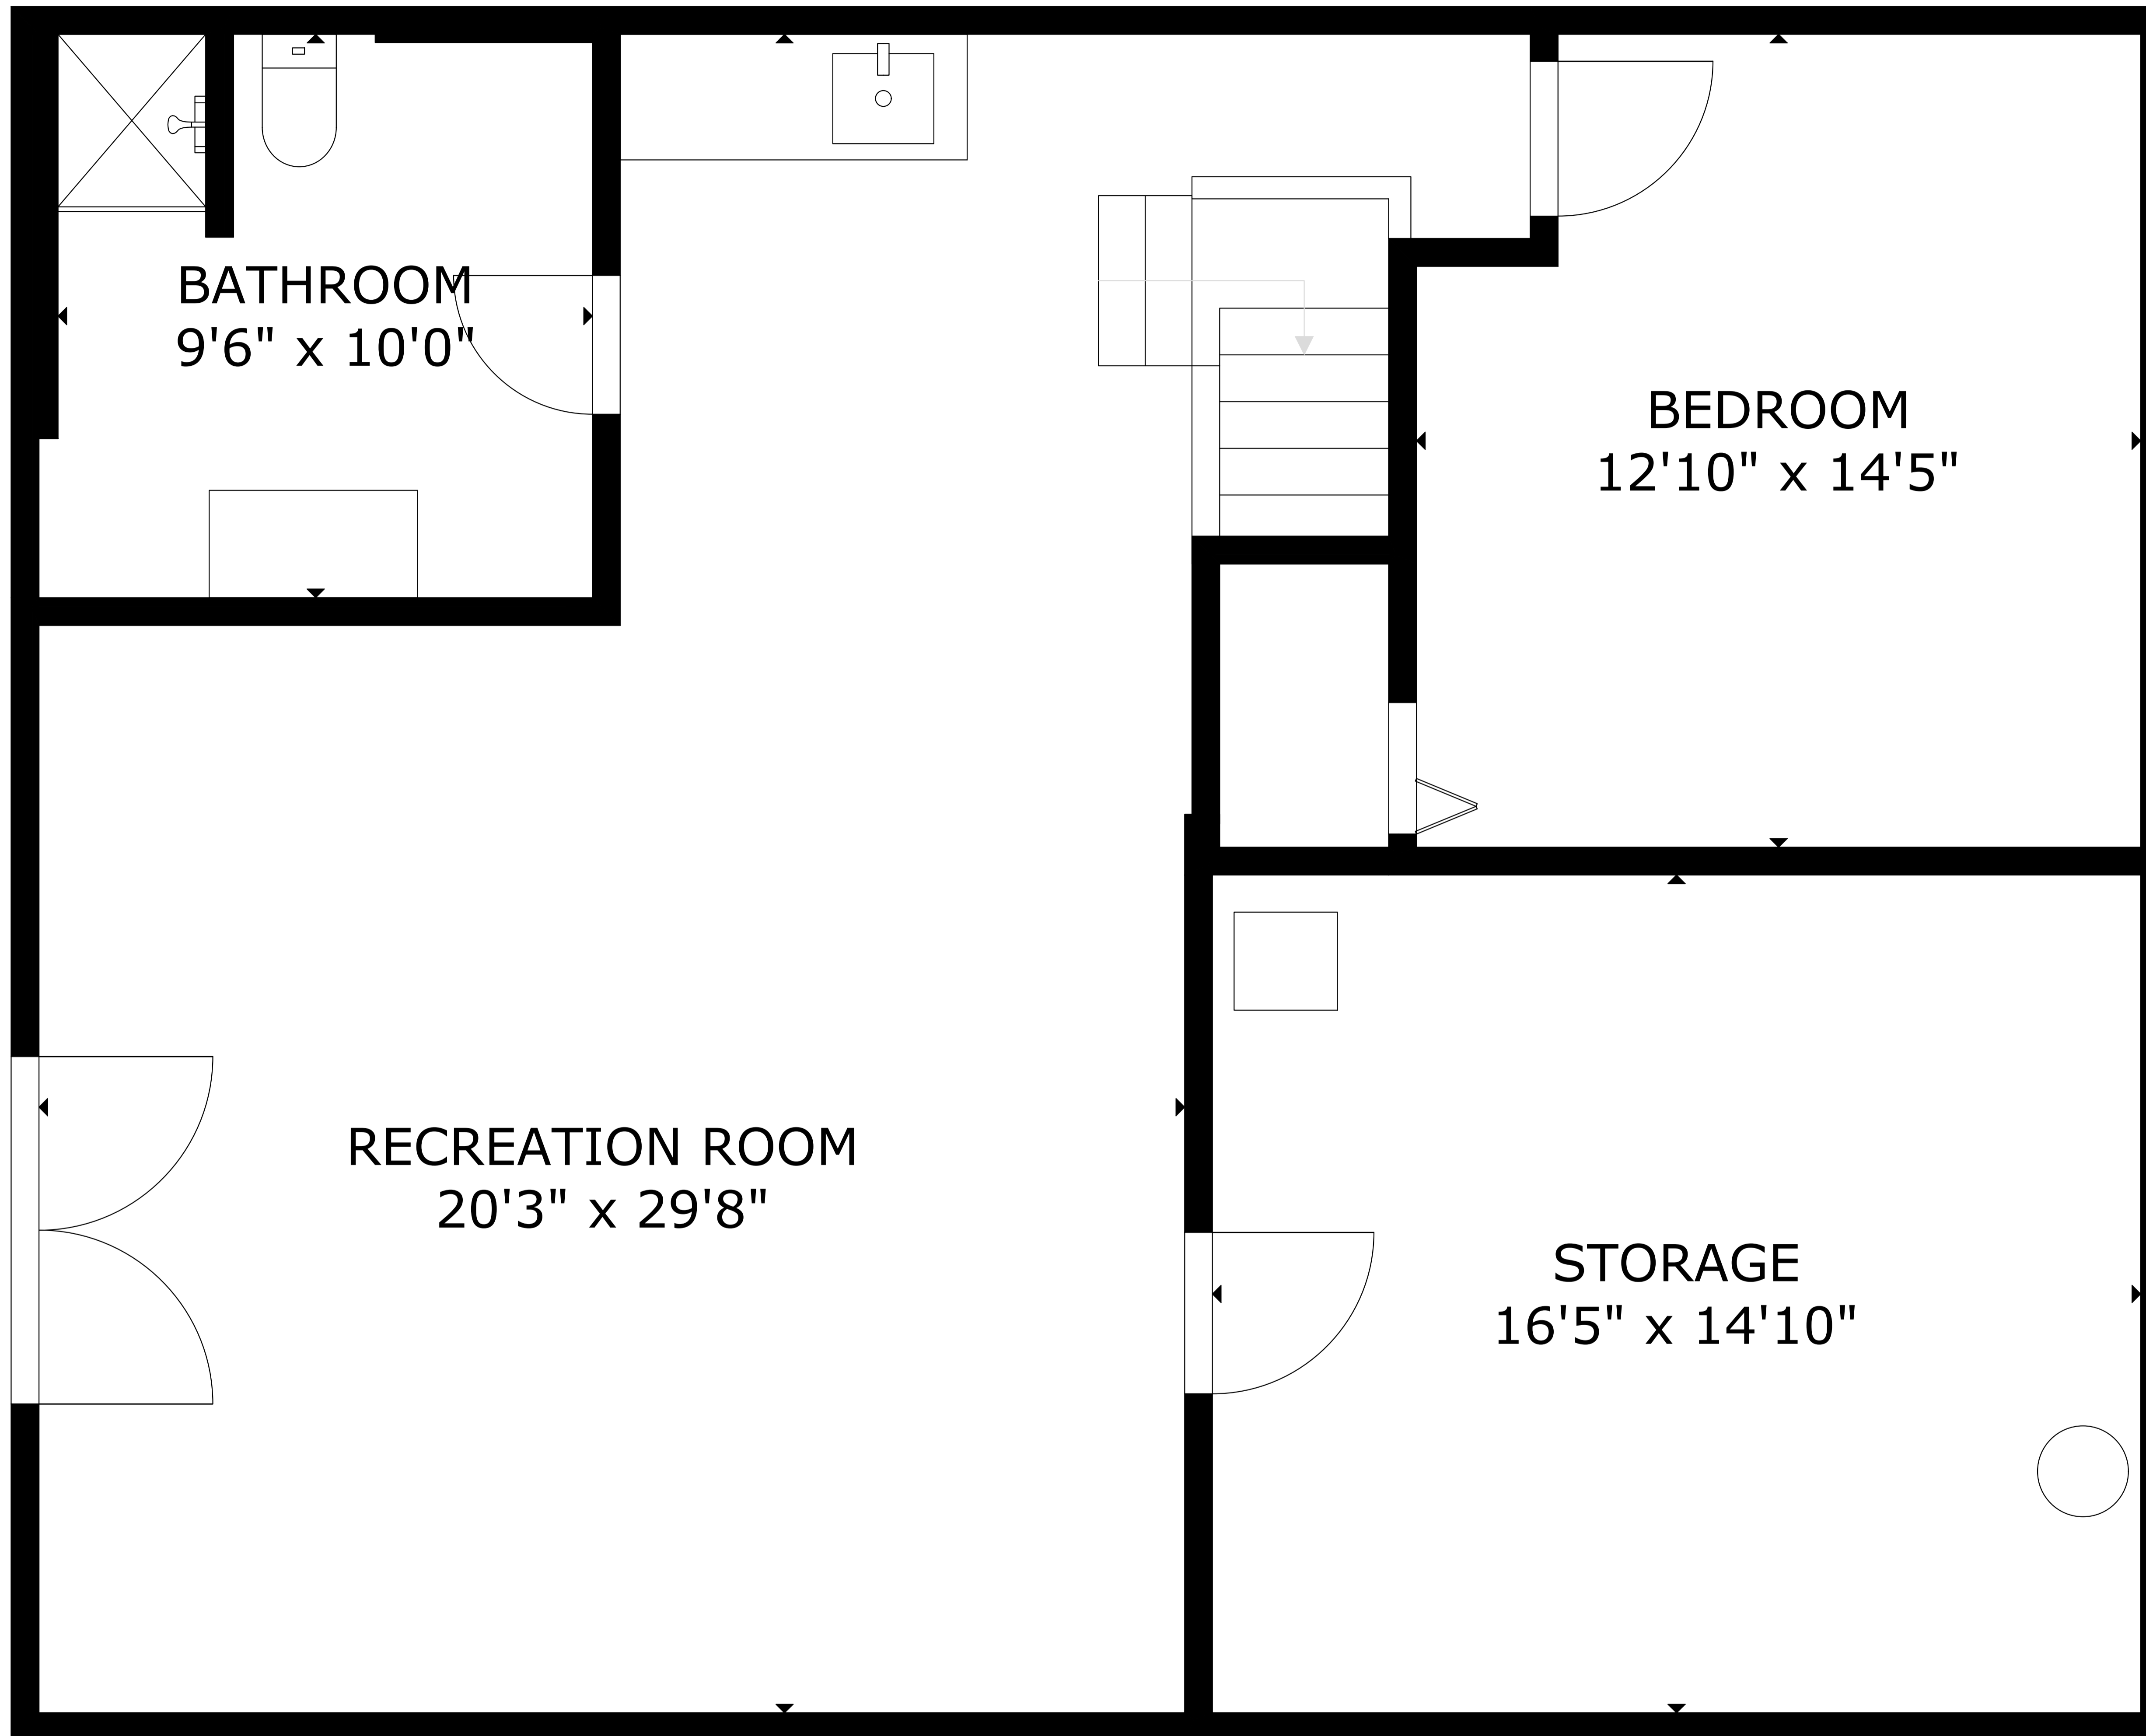 BATHROOM
9'6" x 10'0"
BEDROOM
12'10" x 14'5"
RECREATION ROOM
20'3" x 29'8"
STORAGE
16'5" x 14'10"